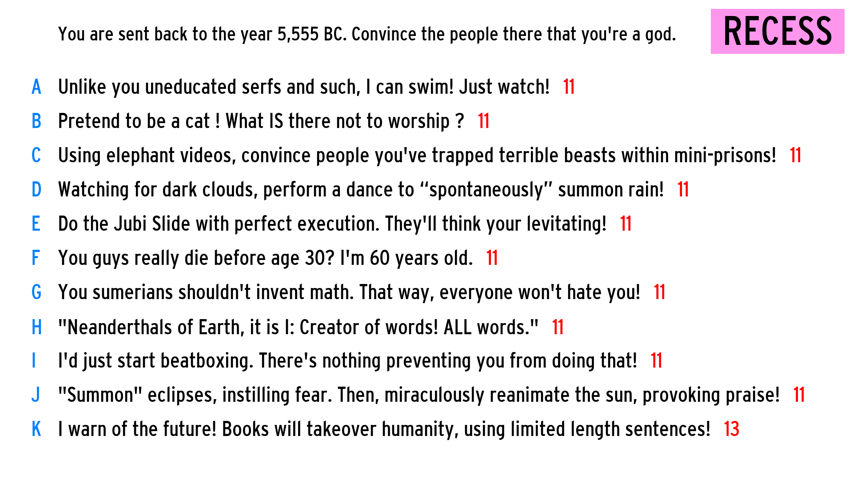 You are sent back to the year 5,555 BC. Convince the people there that you're a god.
RECESS
A Unlike you uneducated serfs and such, I can swim! Just watch! 11
B Pretend to be a cat ! What IS there not to worship ? 11
C Using elephant videos, convince people you've trapped terrible beasts within mini-prisons! 11
D Watching for dark clouds, perform a dance to “spontaneously” summon rain! 11
E Do the Jubi Slide with perfect execution. They'll think your levitating! 11
F You guys really die before age 30? I'm 60 years old. 11
G You sumerians shouldn't invent math. That way, everyone won't hate you! 11
H "Neanderthals of Earth, it is I: Creator of words! ALL words." 11
I I'd just start beatboxing. There's nothing preventing you from doing that! 11
J "Summon" eclipses, instilling fear. Then, miraculously reanimate the sun, provoking praise! 11
K I warn of the future! Books will takeover humanity, using limited length sentences! 13